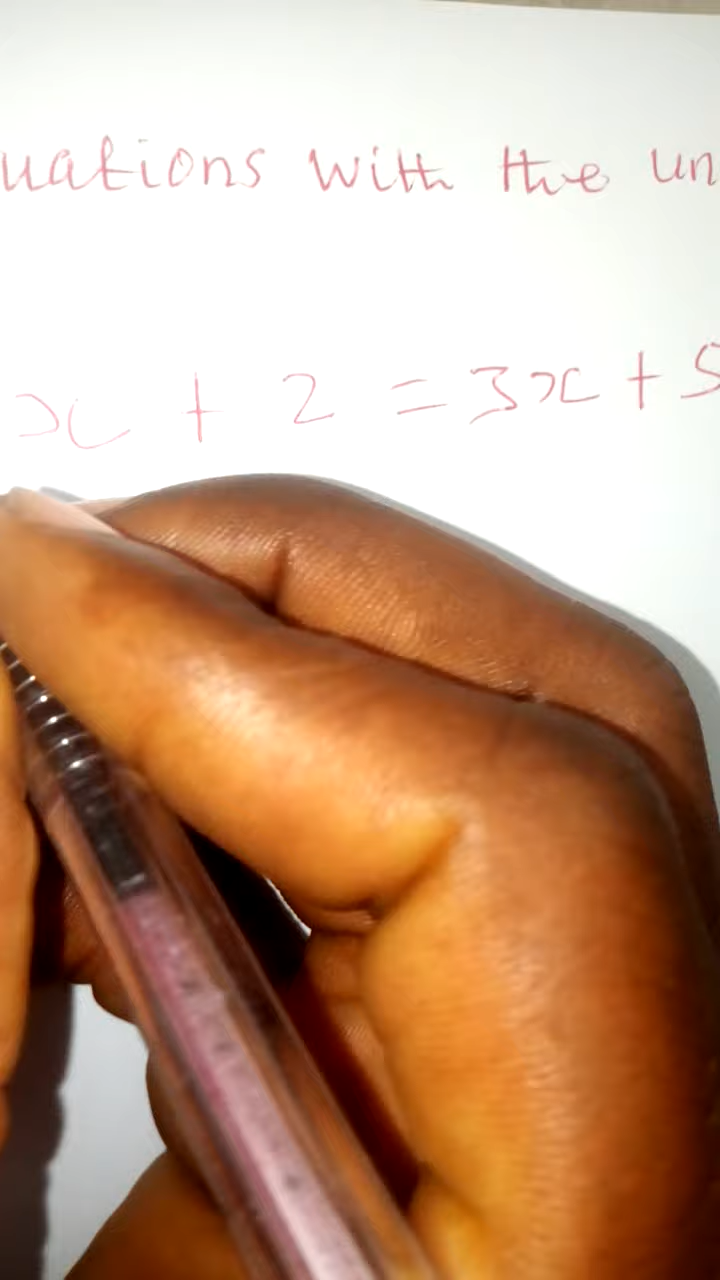 uations with the un
x + 2 = 3x + 5